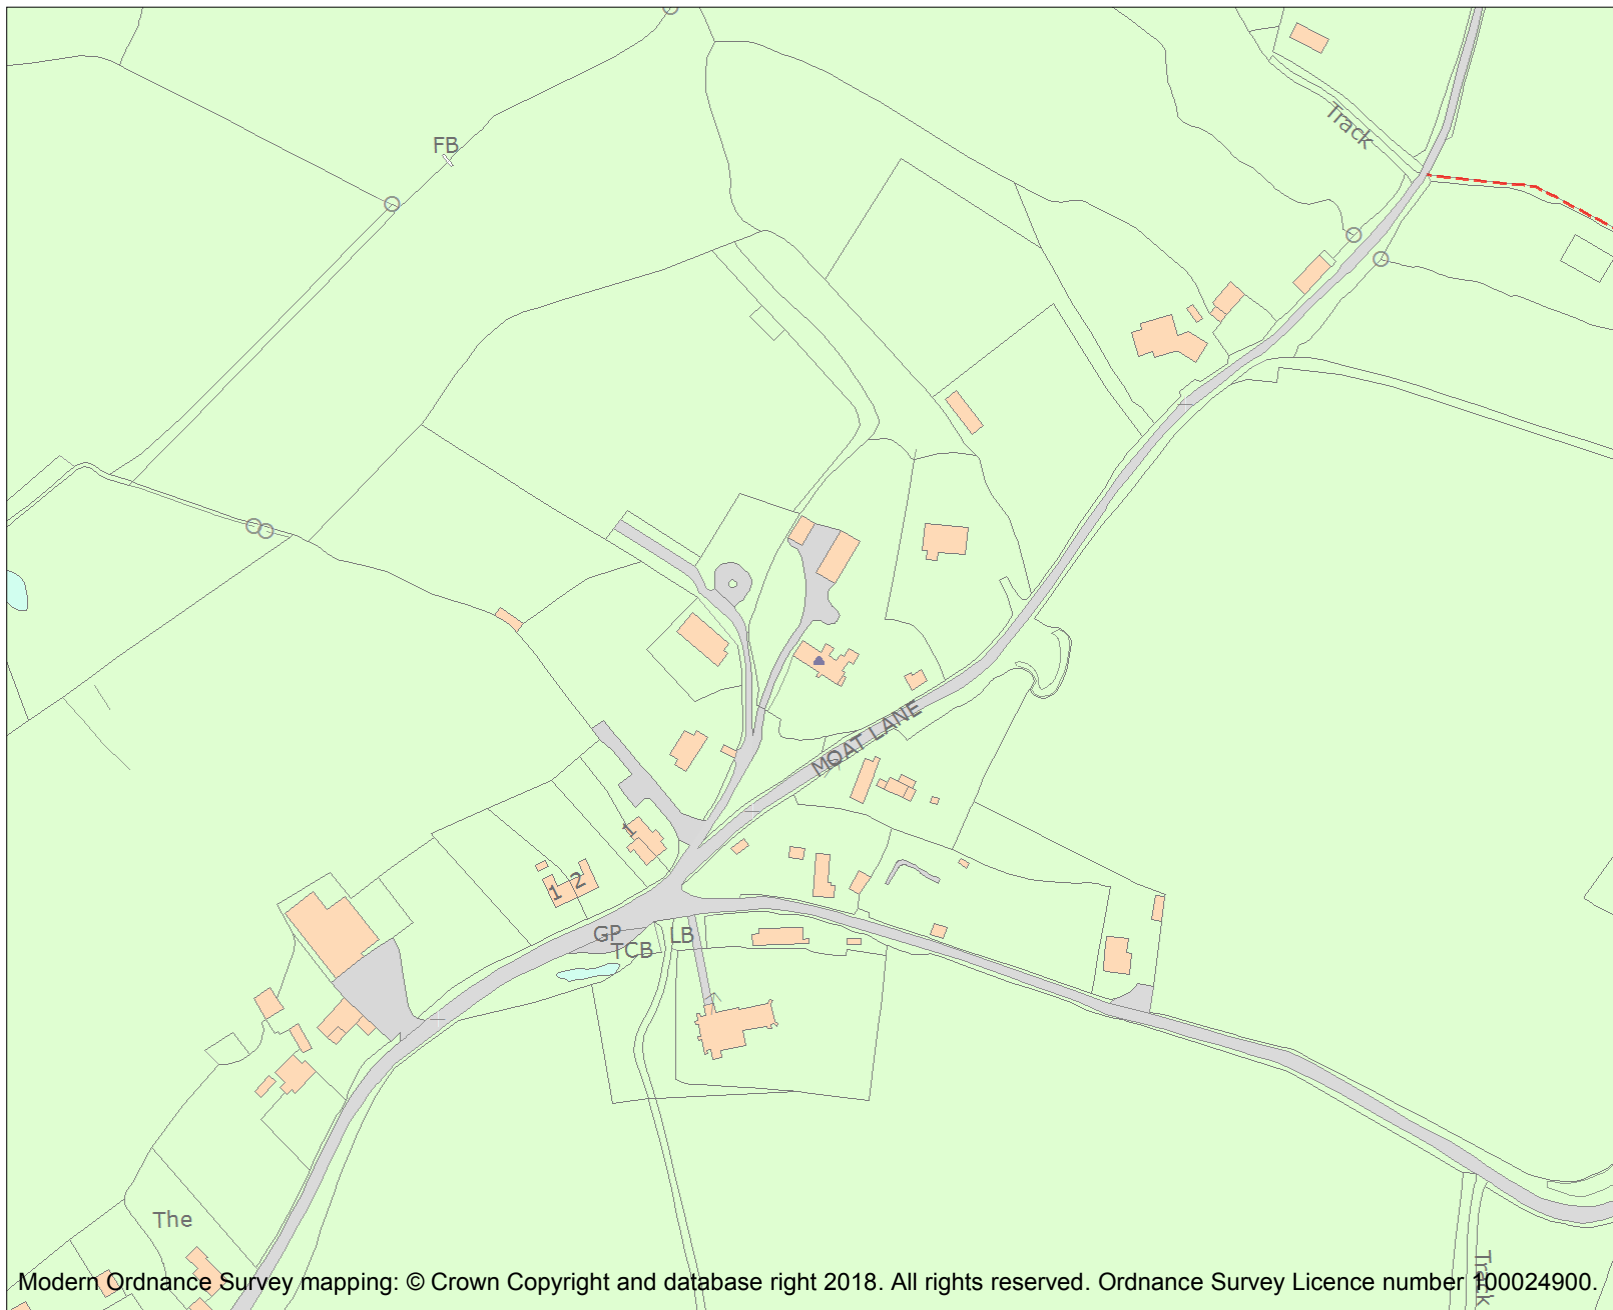 Track
FB
MOAT LANE
1
1 2
GP
LB
TCB
The
Track
Modern Ordnance Survey mapping: © Crown Copyright and database right 2018. All rights reserved. Ordnance Survey Licence number 100024900.